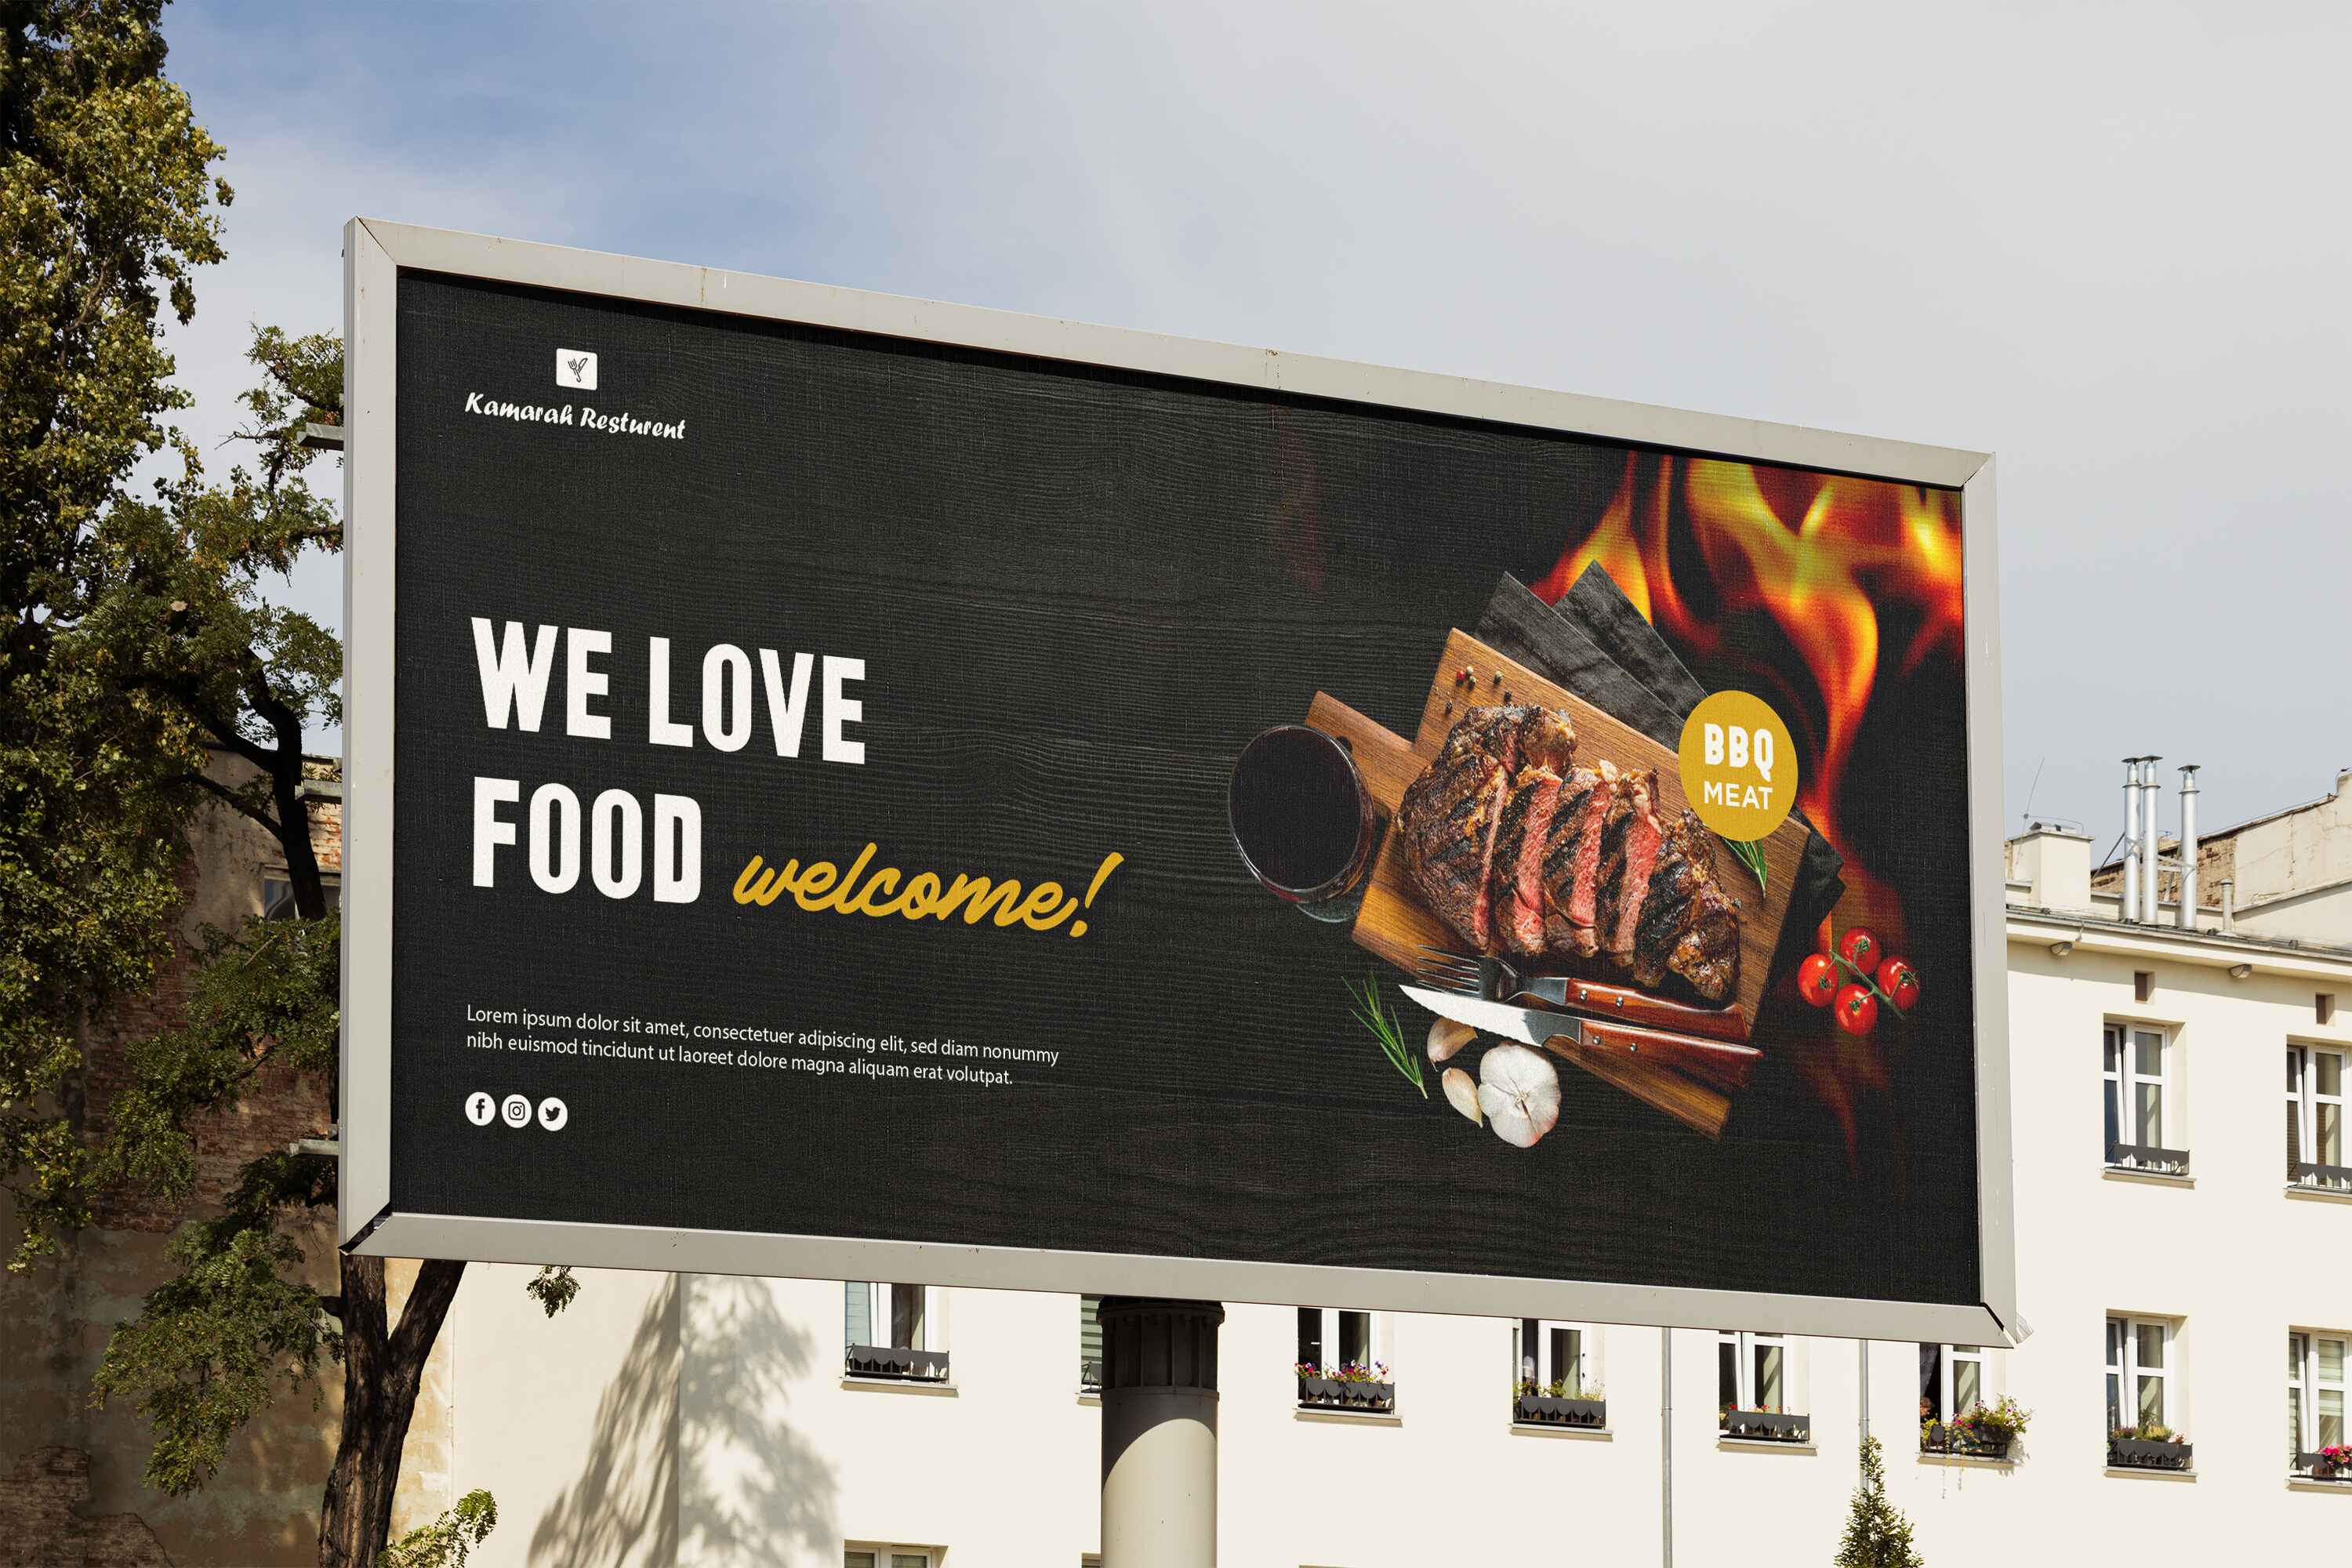 Kamarah Resturent
WE LOVE
FOOD welcome!
BBQ
MEAT
Lorem ipsum dolor sit amet, consectetuer adipiscing elit, sed diam nonummy
nibh euismod tincidunt ut laoreet dolore magna aliquam erat volutpat.